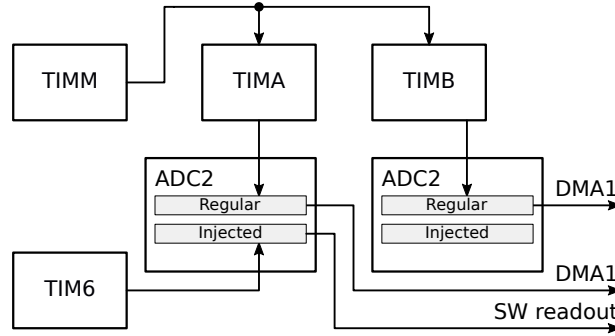 TIMM
TIMA
TIMB
ADC2
ADC2
DMA1
Regular
Regular
Injected
Injected
TIM6
DMA1
SW readout